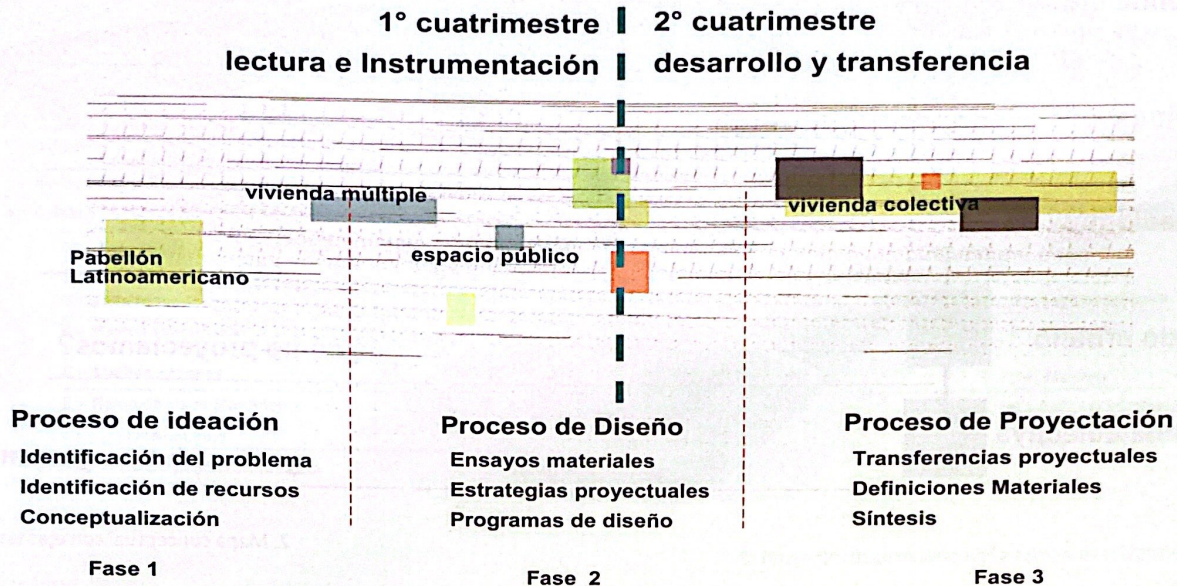 1° cuatrimestre
lectura e Instrumentación
2° cuatrimestre
desarrollo y transferencia
vivienda múltiple
Pabellón
Latinoamericano
espacio público
vivienda colectiva
Proceso de ideación
Identificación del problema
Identificación de recursos
Conceptualización
Fase 1
Proceso de Diseño
Ensayos materiales
Estrategias proyectuales
Programas de diseño
Fase 2
Proceso de Proyectación
Transferencias proyectuales
Definiciones Materiales
Síntesis
Fase 3